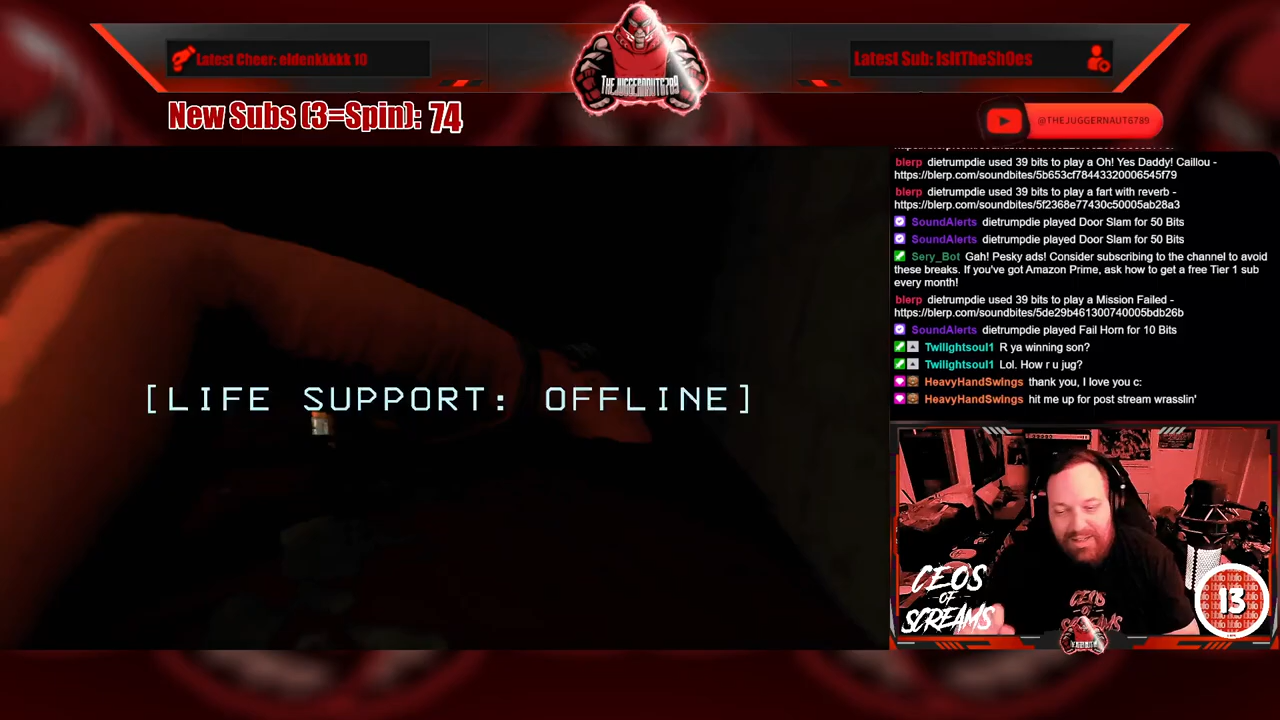 Latest Cheer: eldenkkkkk 10
THEJUGGERNAUT6789
Latest Sub: IsItTheSh0es
New Subs (3=Spin): 74
@THEJUGGERNAUT6789
blerp dietrumpdie used 39 bits to play a Oh! Yes Daddy! Caillou -
https://blerp.com/soundbites/5b653cf78443320006545f79
blerp dietrumpdie used 39 bits to play a fart with reverb -
https://blerp.com/soundbites/5f2368e77430c50005ab28a3
SoundAlerts dietrumpdie played Door Slam for 50 Bits
SoundAlerts dietrumpdie played Door Slam for 50 Bits
Sery_Bot Gah! Pesky ads! Consider subscribing to the channel to avoid
these breaks. If you've got Amazon Prime, ask how to get a free Tier 1 sub
every month!
blerp dietrumpdie used 39 bits to play a Mission Failed -
https://blerp.com/soundbites/5de29b461300740005bdb26b
SoundAlerts dietrumpdie played Fail Horn for 10 Bits
Twilightsoul1 R ya winning son?
Twilightsoul1 Lol. How r u jug?
HeavyHandSwings thank you, I love you c:
HeavyHandSwings hit me up for post stream wrasslin'
[LIFE SUPPORT: OFFLINE]
CEOS
OF
SCREAMS
CEOS
OF
SCREAMS
13